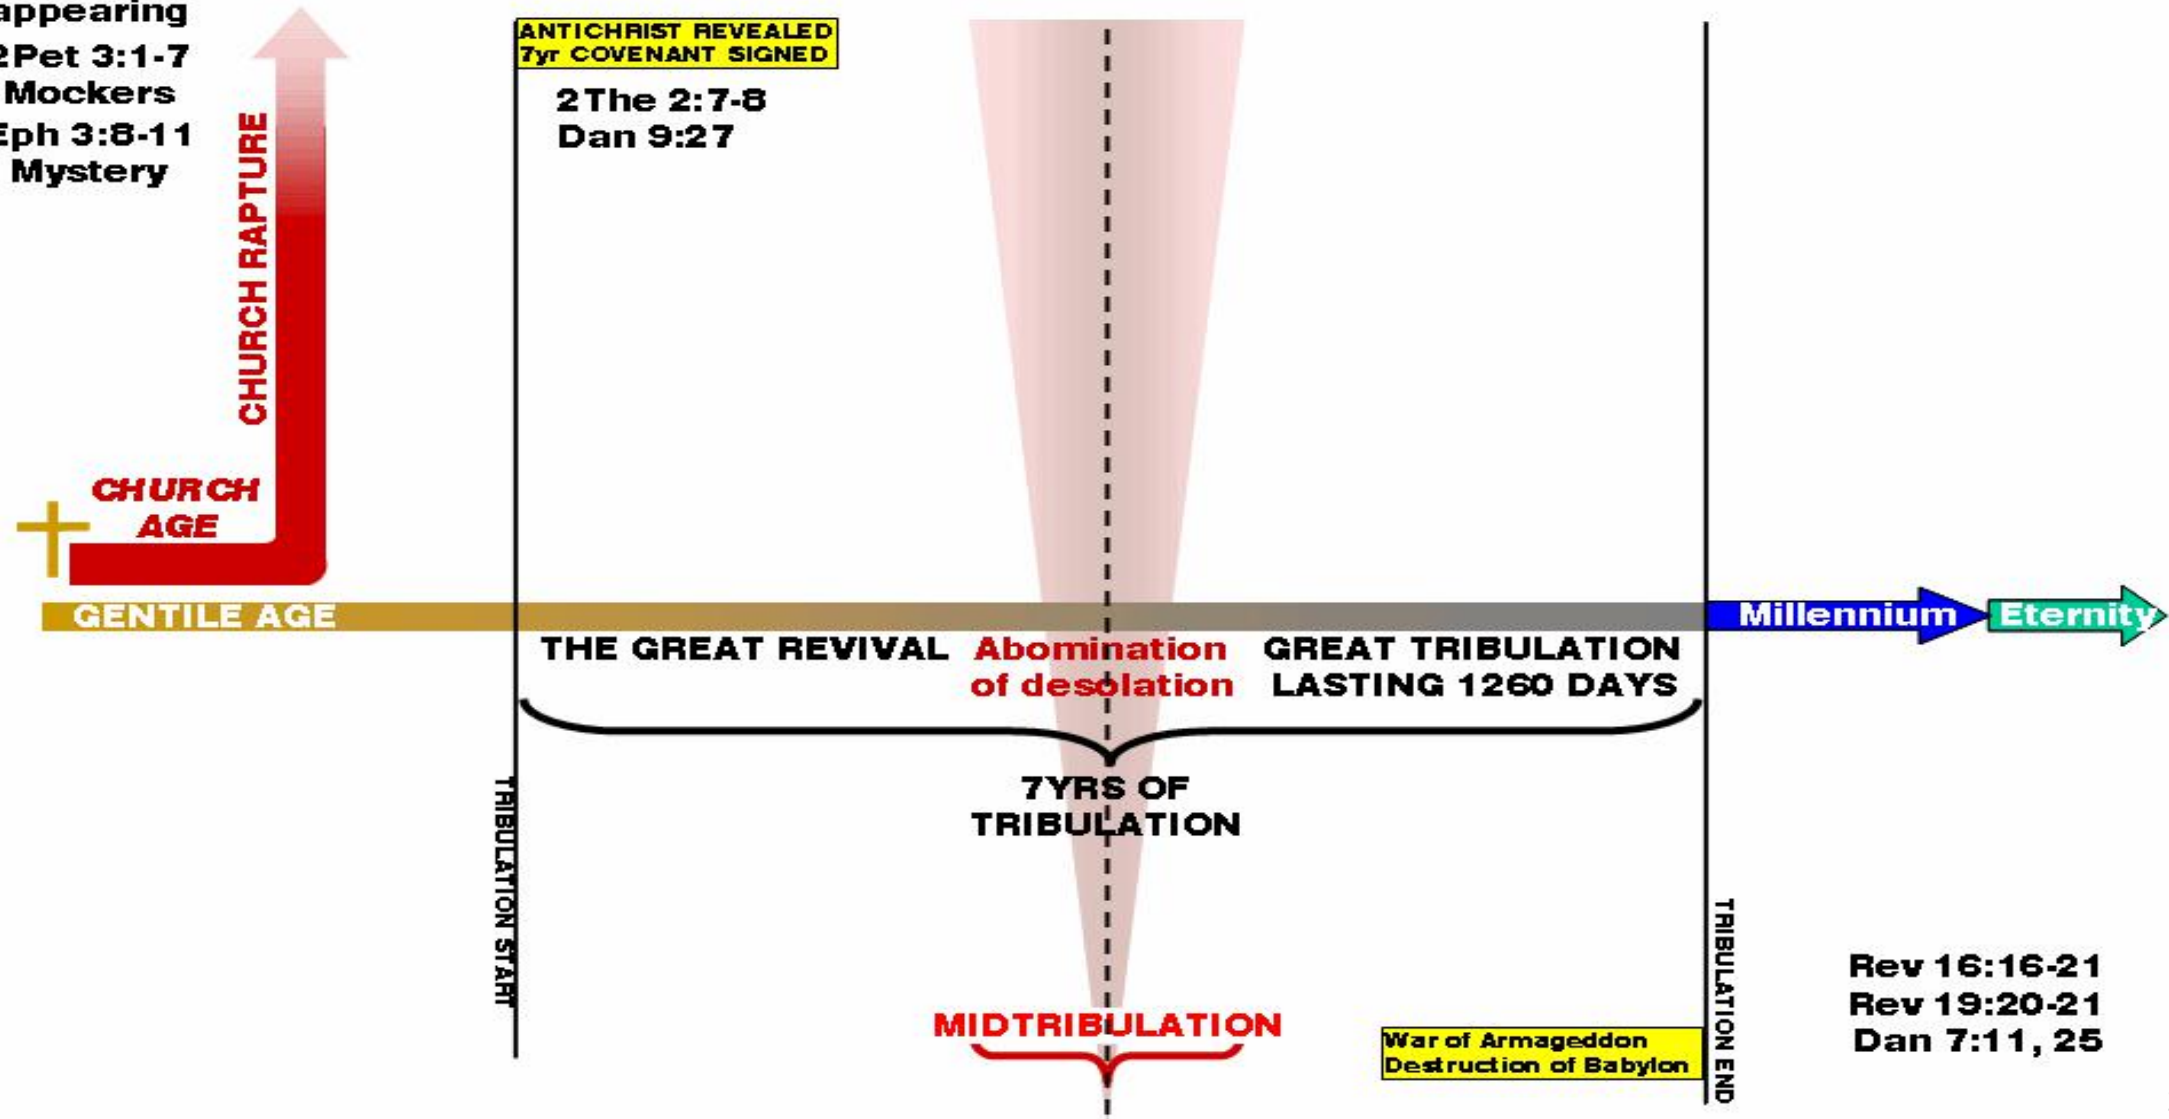 appearing
2Pet 3:1-7
Mockers
Eph 3:8-11
Mystery
CHURCH RAPTURE
CHURCH
AGE
ANTICHRIST REVEALED
7yr COVENANT SIGNED
2The 2:7-8
Dan 9:27
GENTILE AGE
Millennium
Eternity
THE GREAT REVIVAL
Abomination
of desolation
GREAT TRIBULATION
LASTING 1260 DAYS
7YRS OF
TRIBULATION
TRIBULATION START
MIDTRIBULATION
War of Armageddon
Destruction of Babylon
TRIBULATION END
Rev 16:16-21
Rev 19:20-21
Dan 7:11, 25